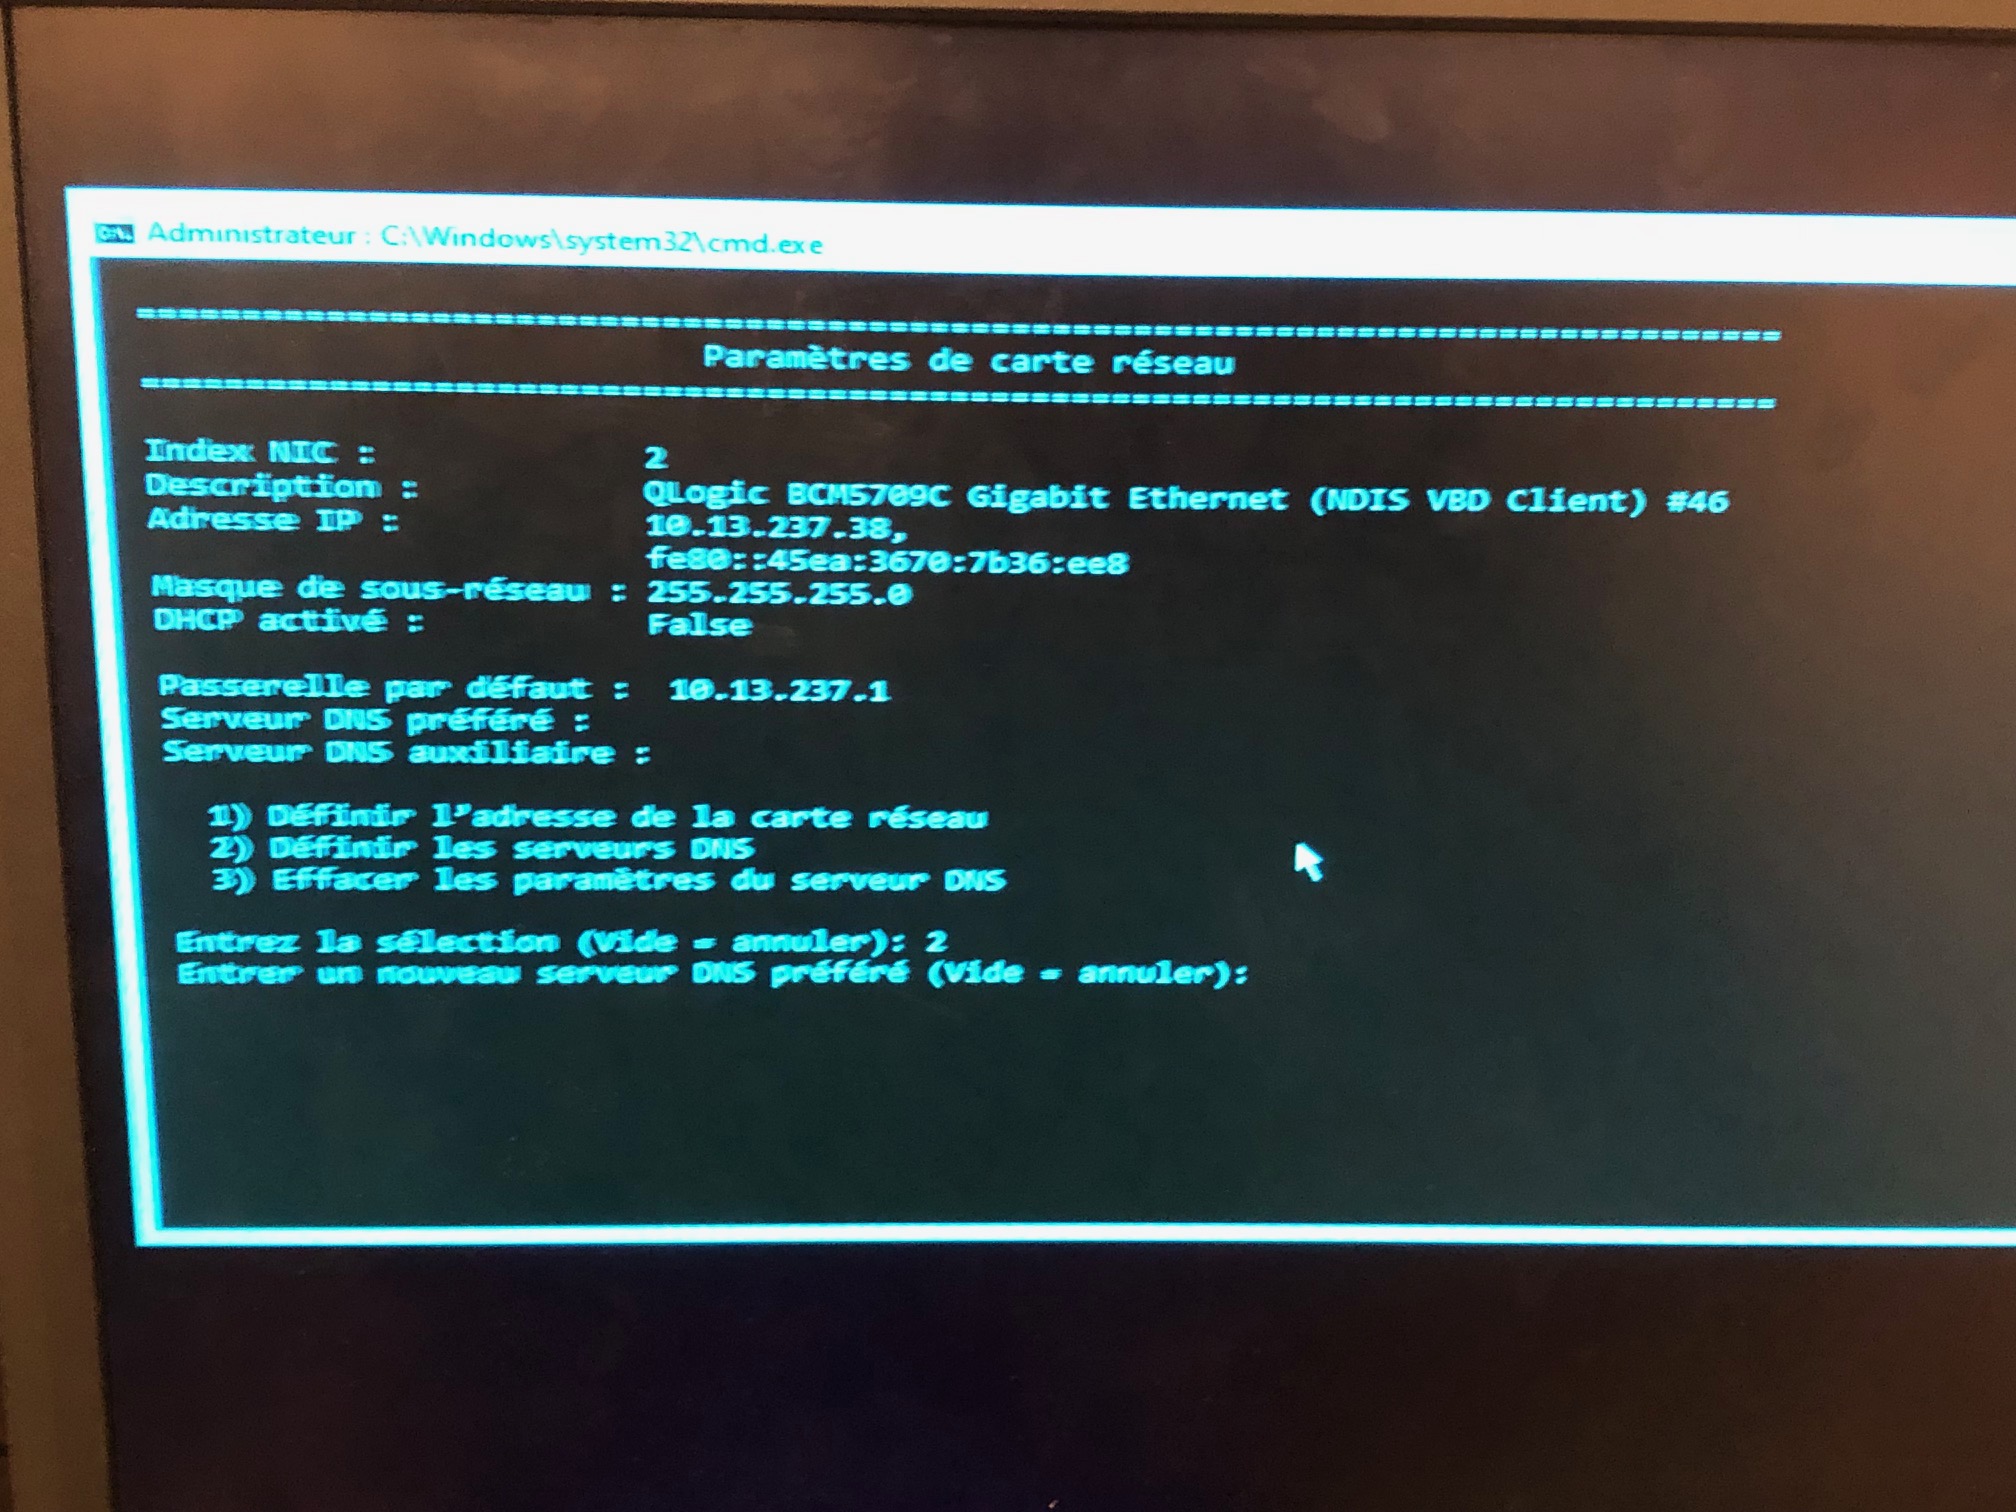 Administrateur : C:\Windows\system32\cmd.exe
===============================================================================
Paramètres de carte réseau
===============================================================================
Index NIC : 2
Description : QLogic BCM5709C Gigabit Ethernet (NDIS VBD Client) #46
Adresse IP : 10.13.237.38,
fe80::45ea:3670:7b36:ee8
Masque de sous-réseau : 255.255.255.0
DHCP activé : False
Passerelle par défaut : 10.13.237.1
Serveur DNS préféré :
Serveur DNS auxiliaire :
1) Définir l'adresse de la carte réseau
2) Définir les serveurs DNS
3) Effacer les paramètres du serveur DNS
Entrez la sélection (Vide = annuler): 2
Entrer un nouveau serveur DNS préféré (Vide = annuler):